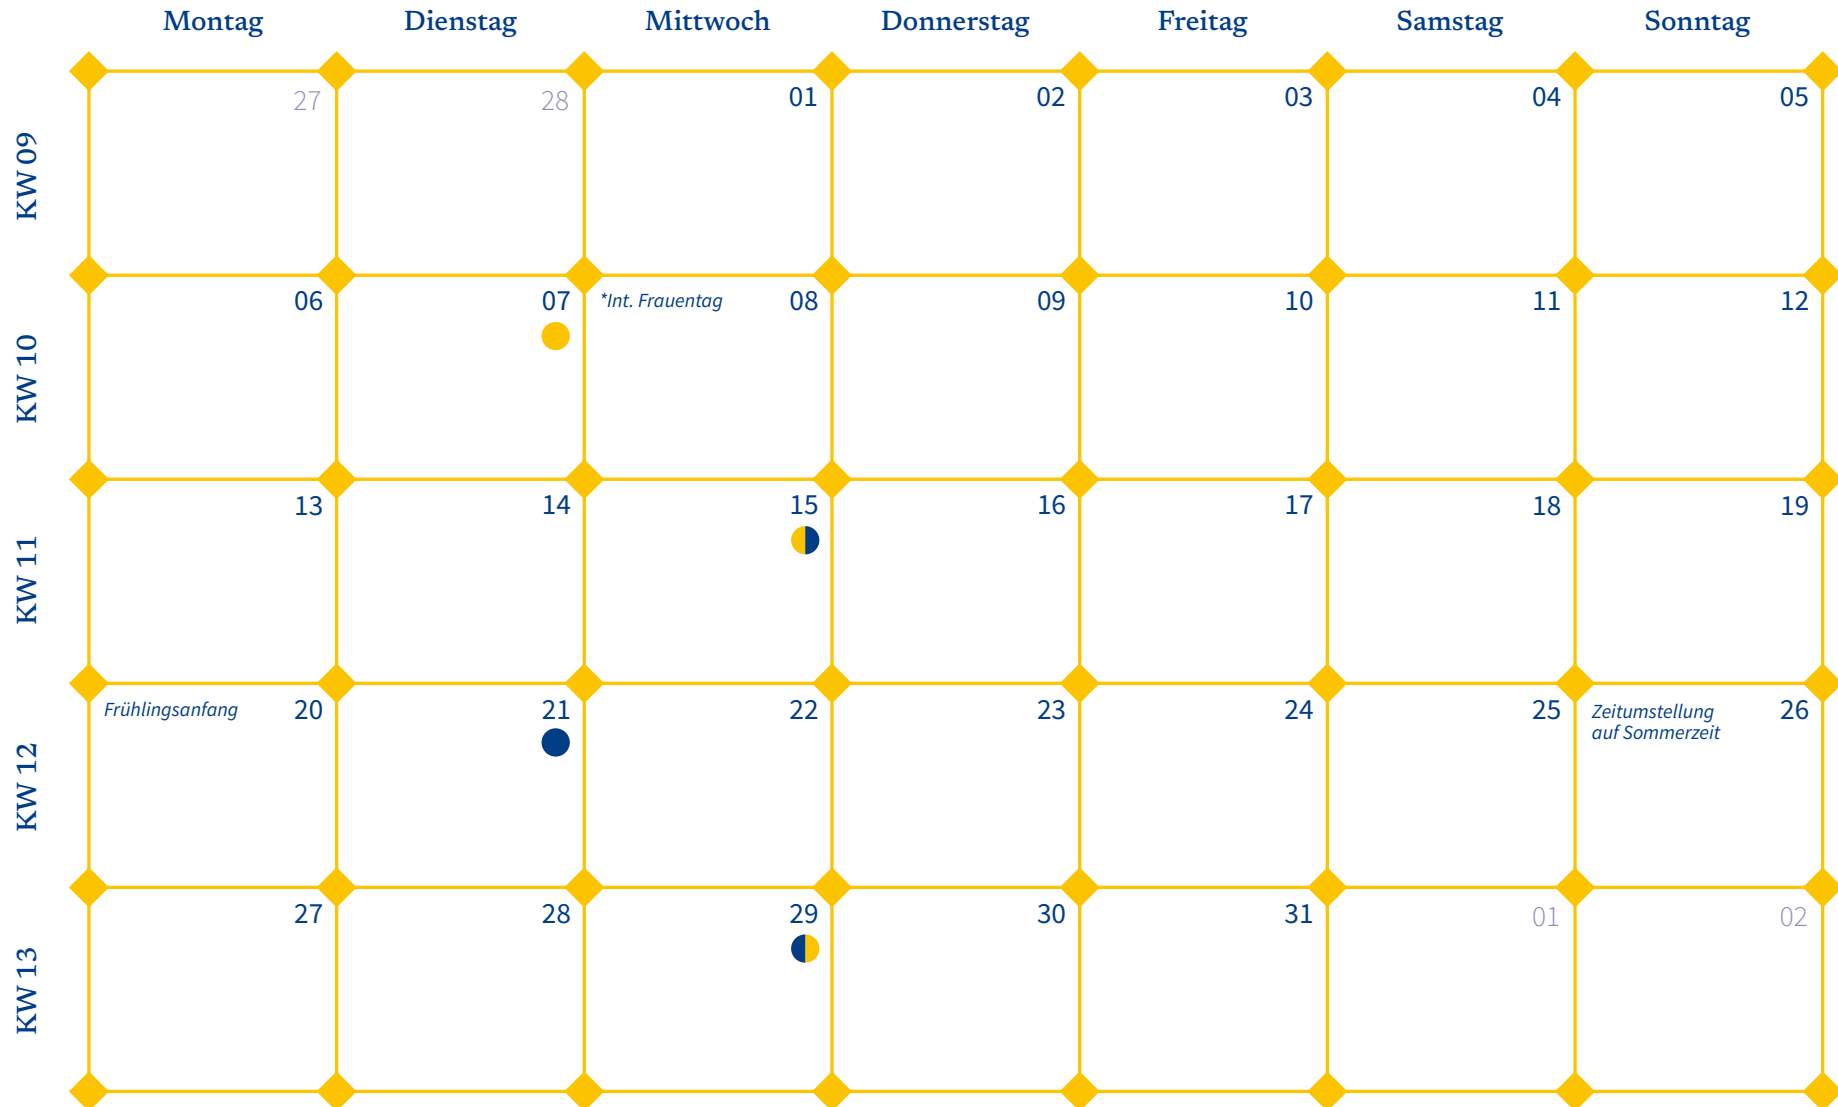 Montag Dienstag Mittwoch Donnerstag Freitag Samstag Sonntag
KW 09
27 28 01 02 03 04 05
KW 10
06 07 *Int. Frauentag 08 09 10 11 12
KW 11
13 14 15 16 17 18 19
KW 12
Frühlingsanfang 20 21 22 23 24 25 Zeitumstellung 26
auf Sommerzeit
KW 13
27 28 29 30 31 01 02